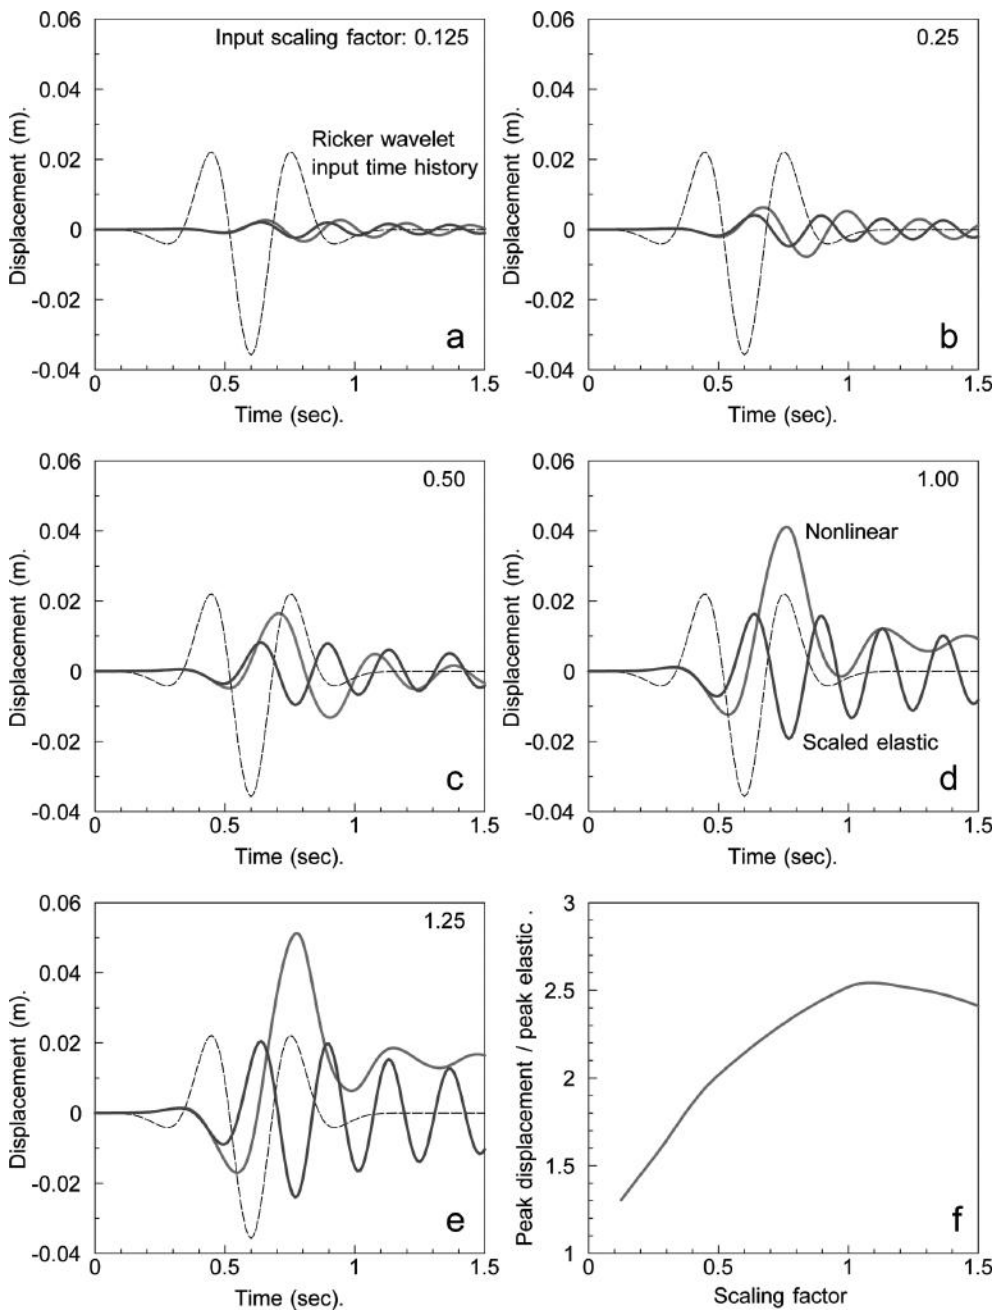 0.06
0.04
0.02
0
-0.02
-0.04
Displacement (m).
Input scaling factor: 0.125
Ricker wavelet
input time history
a
0
0.5
1
1.5
Time (sec).
0.06
0.04
0.02
0
-0.02
-0.04
Displacement (m).
0.25
b
0
0.5
1
1.5
Time (sec).
0.06
0.04
0.02
0
-0.02
-0.04
Displacement (m).
0.50
c
0
0.5
1
1.5
Time (sec).
0.06
0.04
0.02
0
-0.02
-0.04
Displacement (m).
1.00
Nonlinear
Scaled elastic
d
0
0.5
1
1.5
Time (sec).
0.06
0.04
0.02
0
-0.02
-0.04
Displacement (m).
1.25
e
0
0.5
1
1.5
Time (sec).
3
2.5
2
1.5
1
Peak displacement / peak elastic .
f
0
0.5
1
1.5
Scaling factor